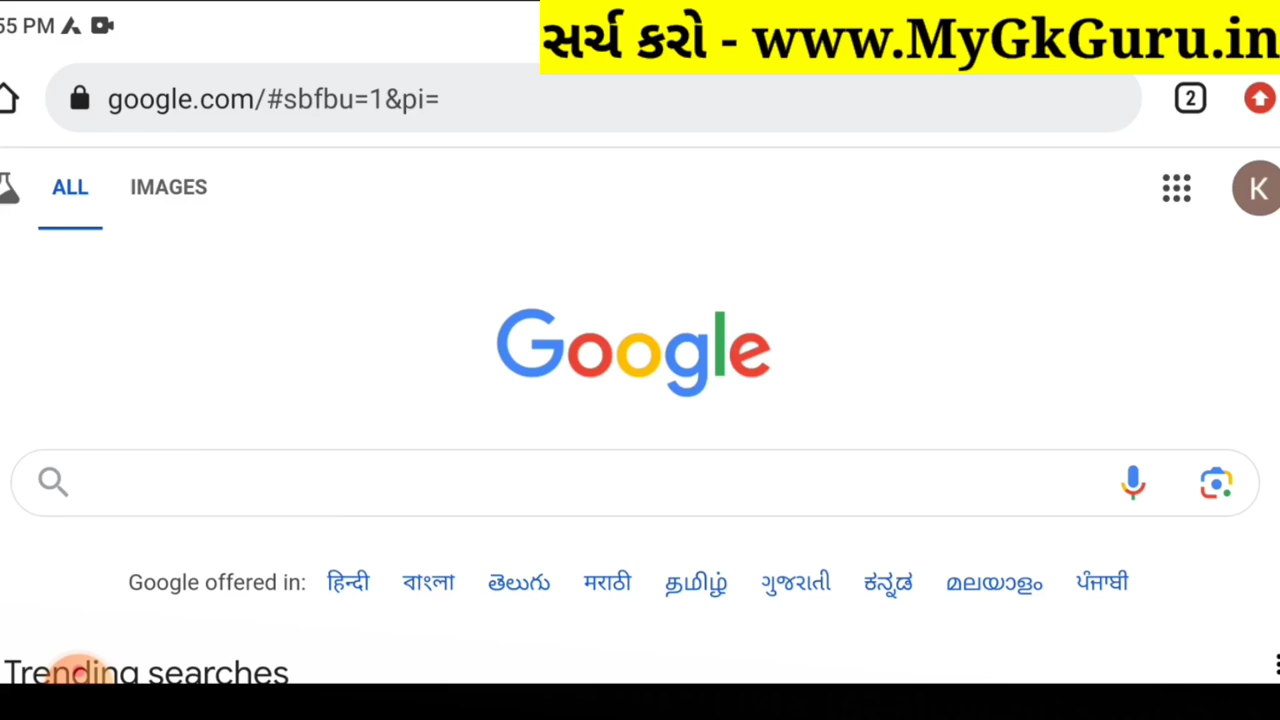 55 PM
સર્ચ કરો - www.MyGkGuru.in
google.com/#sbfbu=1&pi=
2
ALL IMAGES
K
Google
Google offered in: हिन्दी বাংলা తెలుగు मराठी தமிழ் ગુજરાતી ಕನ್ನಡ മലയാളം ਪੰਜਾਬੀ
Trending searches